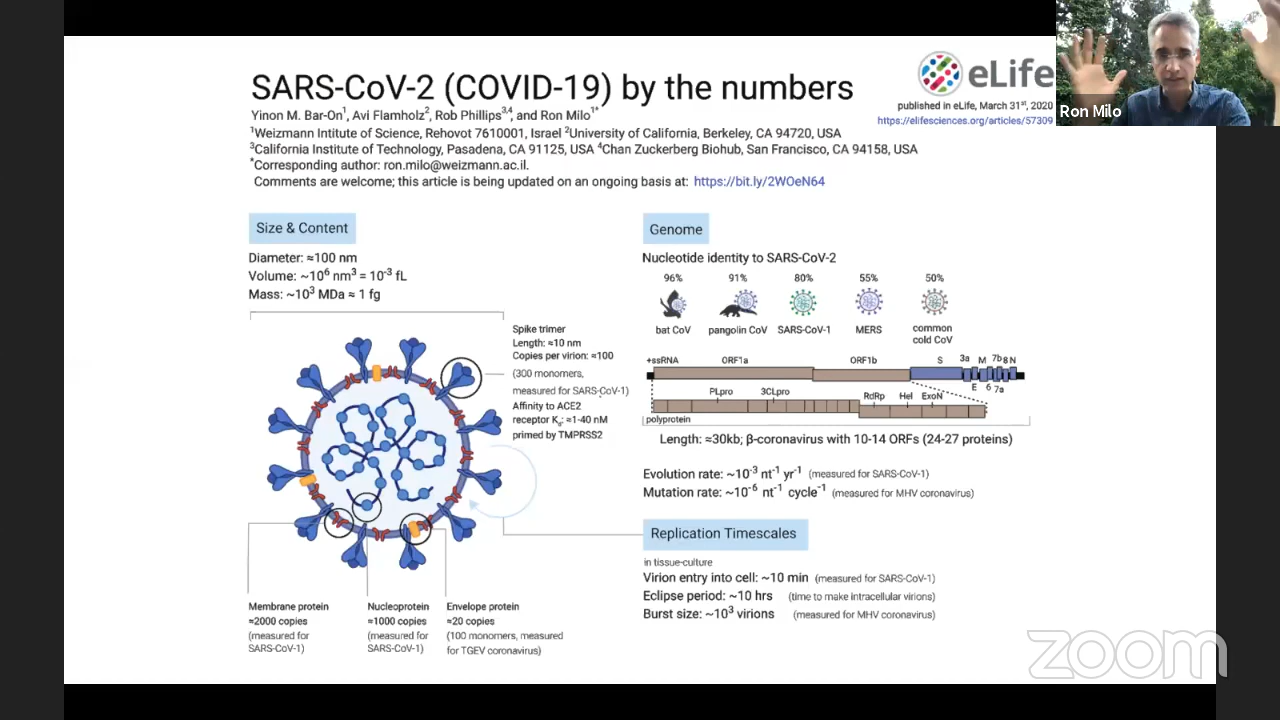 SARS-CoV-2 (COVID-19) by the numbers
Yinon M. Bar-On1, Avi Flamholz2, Rob Phillips3,4, and Ron Milo1*
1Weizmann Intitute of Science, Rehovot 7610001, Israel 2University of California, Berkeley, CA 94720, USA
3California Institute of Technology, Pasadena, CA 91125, USA 4Chan Zuckerberg Biohub, San Francisco, CA 94158, USA
*Corresponding author: ron.milo@weizmann.ac.il.
Comments are welcome; this article is being updated on an ongoing basis at: https://bit.ly/2WOeN64
eLife
published in eLife, March 31st, 2020
https://elifesciences.org/articles/57309
Ron Milo
Size & Content
Diameter: ≈100 nm
Volume: ~10⁶ nm³ = 10⁻³ fL
Mass: ~10³ MDa ≈ 1 fg
Spike trimer
Length: ≈10 nm
Copies per virion: ≈100
(300 monomers,
measured for SARS-CoV-1)
Affinity to ACE2
receptor Kd: ≈1-40 nM
primed by TMPRSS2
Membrane protein
≈2000 copies
(measured for
SARS-CoV-1)
Nucleoprotein
≈1000 copies
(measured for
SARS-CoV-1)
Envelope protein
≈20 copies
(100 monomers, measured
for TGEV coronavirus)
Genome
Nucleotide identity to SARS-CoV-2
96% 91% 80% 55% 50%
bat CoV pangolin CoV SARS-CoV-1 MERS common
cold CoV
+ssRNA ORF1a ORF1b S 3a M 7b 8 N
E 6 7a
PLpro 3CLpro RdRp Hel ExoN
polyprotein
Length: ≈30kb; β-coronavirus with 10-14 ORFs (24-27 proteins)
Evolution rate: ~10⁻³ nt⁻¹ yr⁻¹ (measured for SARS-CoV-1)
Mutation rate: ~10⁻⁶ nt⁻¹ cycle⁻¹ (measured for MHV coronavirus)
Replication Timescales
in tissue-culture
Virion entry into cell: ~10 min (measured for SARS-CoV-1)
Eclipse period: ~10 hrs (time to make intracellular virions)
Burst size: ~10³ virions (measured for MHV coronavirus)
zoom